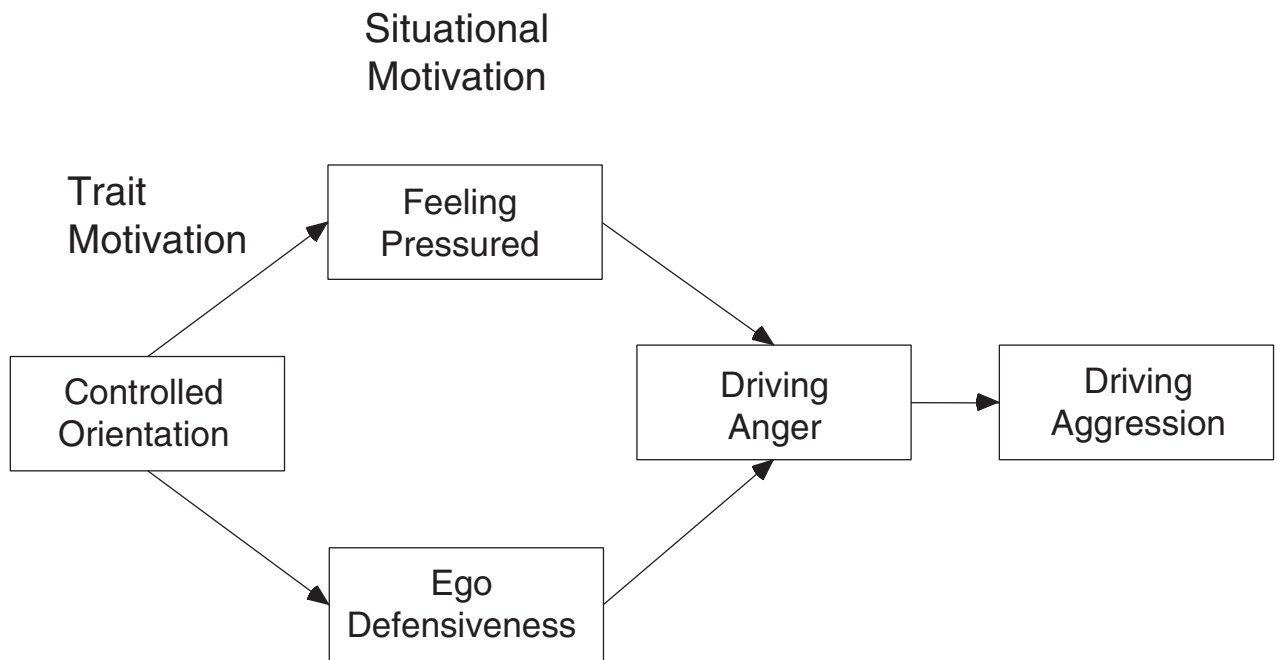 Situational
Motivation
Trait
Motivation
Feeling
Pressured
Controlled
Orientation
Driving
Anger
Driving
Aggression
Ego
Defensiveness